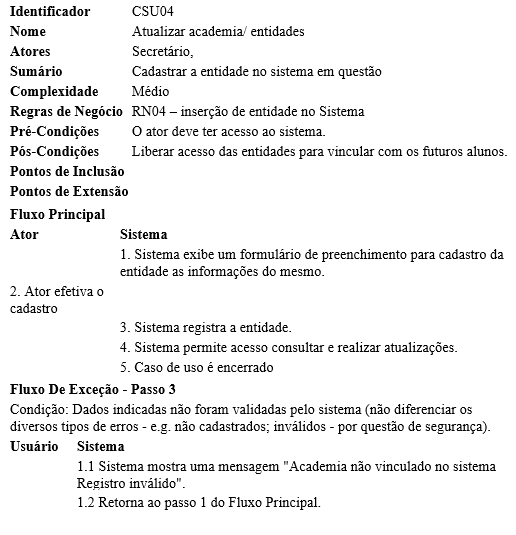 Identificador CSU04
Nome Atualizar academia/ entidades
Atores Secretário,
Sumário Cadastrar a entidade no sistema em questão
Complexidade Médio
Regras de Negócio RN04 – inserção de entidade no Sistema
Pré-Condições O ator deve ter acesso ao sistema.
Pós-Condições Liberar acesso das entidades para vincular com os futuros alunos.
Pontos de Inclusão
Pontos de Extensão
Fluxo Principal
Ator Sistema
1. Sistema exibe um formulário de preenchimento para cadastro da
entidade as informações do mesmo.
2. Ator efetiva o
cadastro
3. Sistema registra a entidade.
4. Sistema permite acesso consultar e realizar atualizações.
5. Caso de uso é encerrado
Fluxo De Exceção - Passo 3
Condição: Dados indicadas não foram validadas pelo sistema (não diferenciar os
diversos tipos de erros - e.g. não cadastrados; inválidos - por questão de segurança).
Usuário Sistema
1.1 Sistema mostra uma mensagem "Academia não vinculado no sistema
Registro inválido".
1.2 Retorna ao passo 1 do Fluxo Principal.